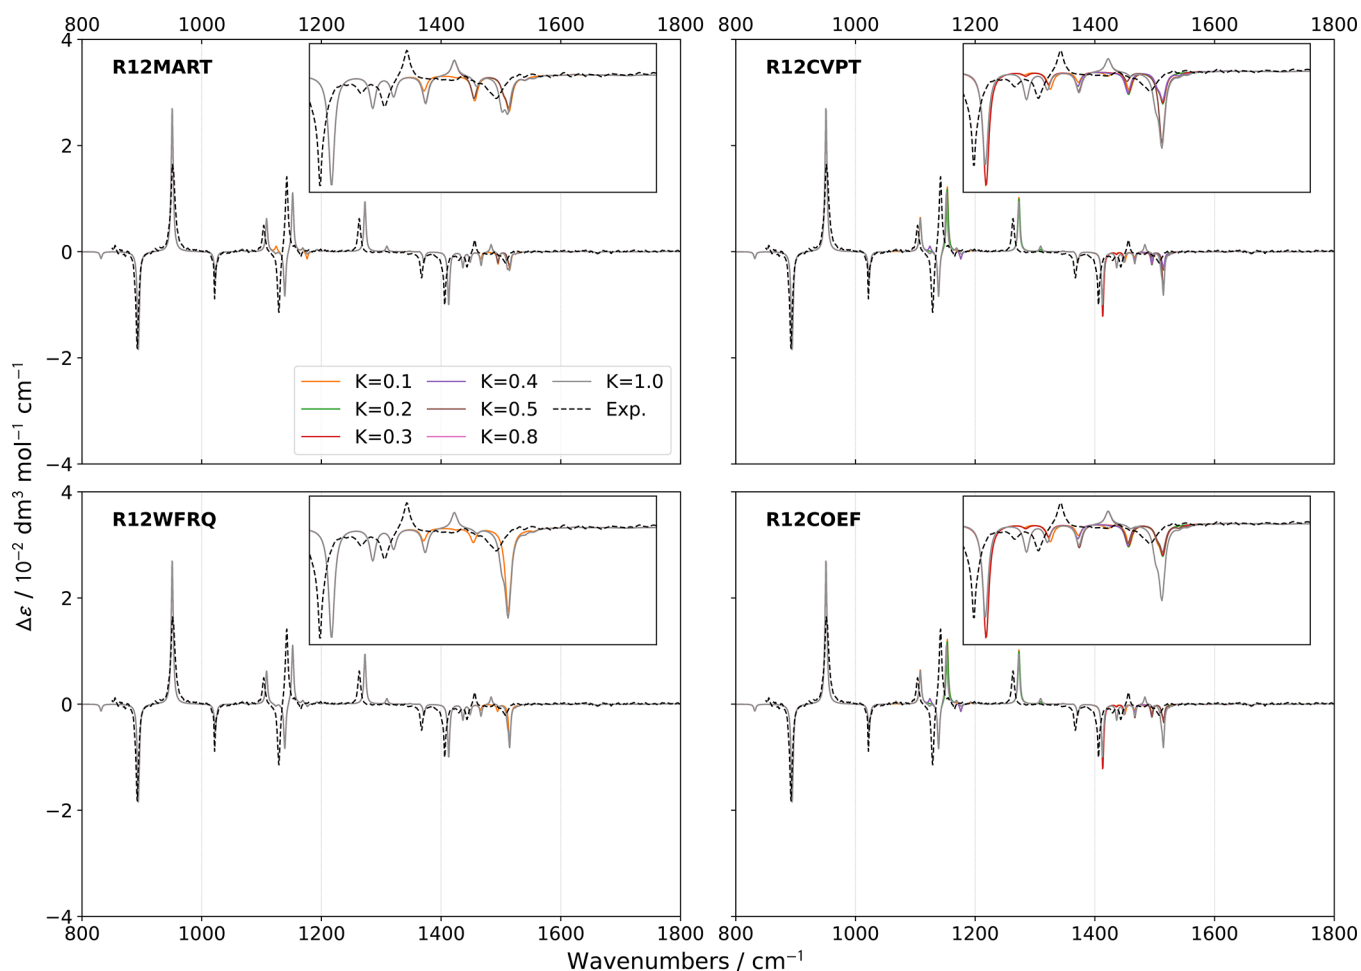 800 1000 1200 1400 1600 1800 800 1000 1200 1400 1600 1800
4
R12MART
R12CVPT
2
0
−2
−4
K=0.1 K=0.4 K=1.0
K=0.2 K=0.5 Exp.
K=0.3 K=0.8
Δε / 10⁻² dm³ mol⁻¹ cm⁻¹
4
R12WFRQ
R12COEF
2
0
−2
−4
800 1000 1200 1400 1600 1800 800 1000 1200 1400 1600 1800
Wavenumbers / cm⁻¹